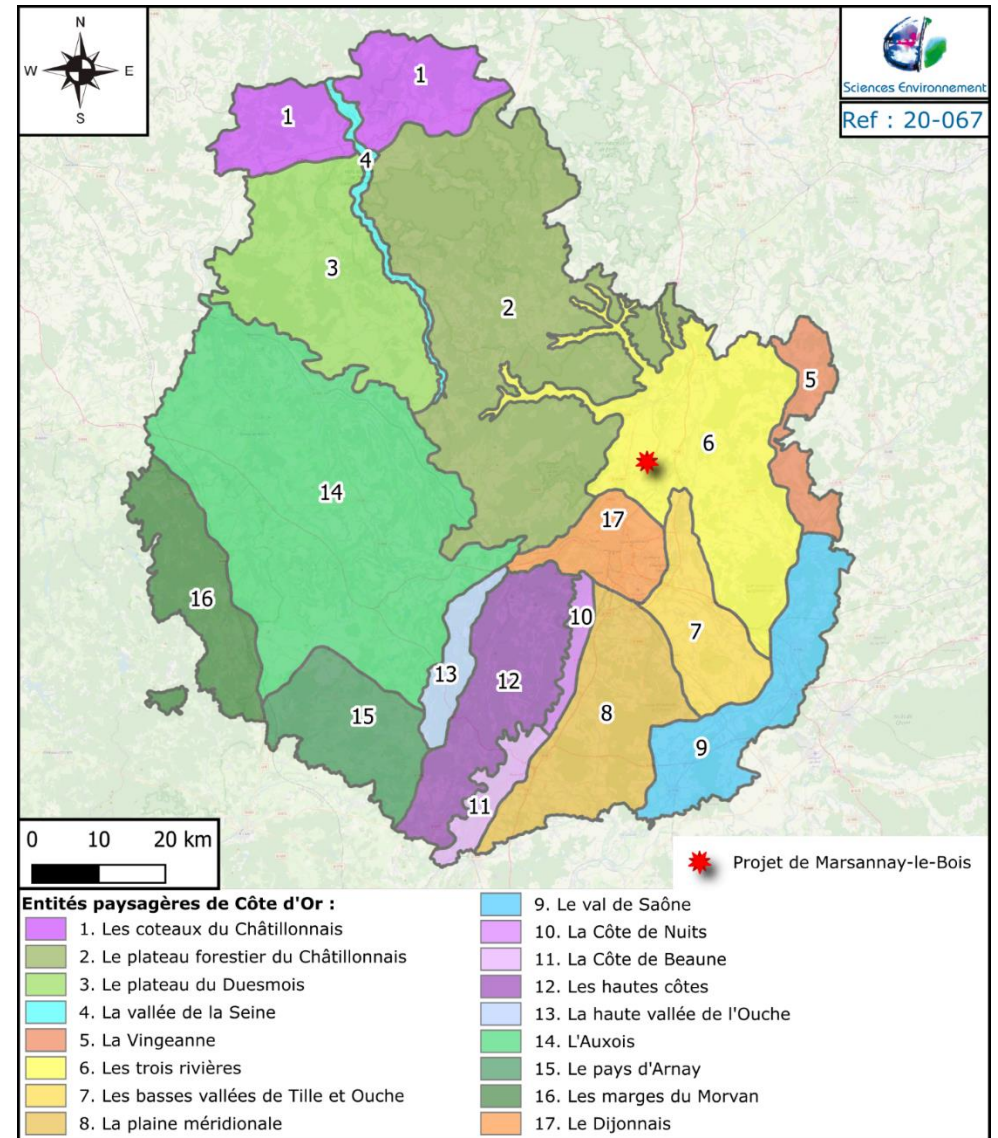 N
W E
S
Sciences Environnement
Ref : 20-067
1
1
4
3
2
5
6
14
17
16
10
7
13
12
15
8
9
11
0 10 20 km
Projet de Marsannay-le-Bois
Entités paysagères de Côte d'Or :
1. Les coteaux du Châtillonnais
2. Le plateau forestier du Châtillonnais
3. Le plateau du Duesmois
4. La vallée de la Seine
5. La Vingeanne
6. Les trois rivières
7. Les basses vallées de Tille et Ouche
8. La plaine méridionale
9. Le val de Saône
10. La Côte de Nuits
11. La Côte de Beaune
12. Les hautes côtes
13. La haute vallée de l'Ouche
14. L'Auxois
15. Le pays d'Arnay
16. Les marges du Morvan
17. Le Dijonnais